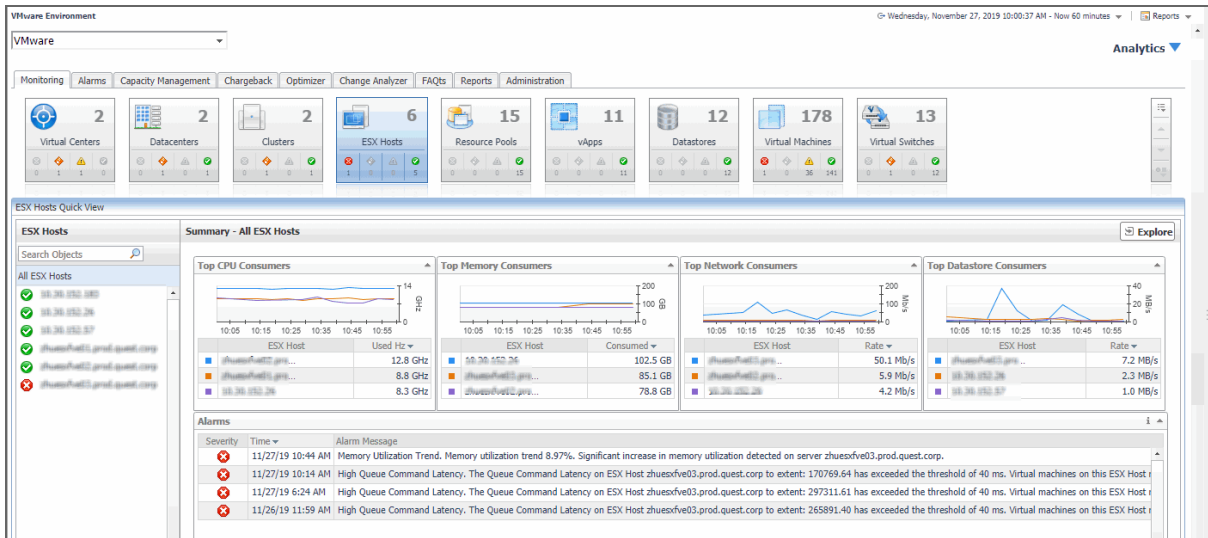 VMware Environment
Wednesday, November 27, 2019 10:00:37 AM - Now 60 minutes
Reports
VMware
Analytics
Monitoring Alarms Capacity Management Chargeback Optimizer Change Analyzer FAQts Reports Administration
2 2 2 6 15 11 12 178 13
Virtual Centers Datacenters Clusters ESX Hosts Resource Pools vApps Datastores Virtual Machines Virtual Switches
0 1 1 0 0 1 0 1 0 1 0 1 1 0 0 5 0 0 0 15 0 0 0 11 0 0 0 12 1 0 36 141 0 1 0 12
ESX Hosts Quick View
ESX Hosts
Summary - All ESX Hosts
Explore
Search Objects
All ESX Hosts
Top CPU Consumers
14
GHz
0
10:05 10:15 10:25 10:35 10:45 10:55
ESX Host Used Hz
12.8 GHz
8.8 GHz
8.3 GHz
Top Memory Consumers
200
100
0
GB
10:05 10:15 10:25 10:35 10:45 10:55
ESX Host Consumed
102.5 GB
85.1 GB
78.8 GB
Top Network Consumers
200
100
0
Mb/s
10:05 10:15 10:25 10:35 10:45 10:55
ESX Host Rate
50.1 Mb/s
5.9 Mb/s
4.2 Mb/s
Top Datastore Consumers
40
20
0
MB/s
10:05 10:15 10:25 10:35 10:45 10:55
ESX Host Rate
7.2 MB/s
2.3 MB/s
1.0 MB/s
Alarms
Severity Time Alarm Message
11/27/19 10:44 AM Memory Utilization Trend. Memory utilization trend 8.97%. Significant increase in memory utilization detected on server zhuesxfve03.prod.quest.corp.
11/27/19 10:14 AM High Queue Command Latency. The Queue Command Latency on ESX Host zhuesxfve03.prod.quest.corp to extent: 170769.64 has exceeded the threshold of 40 ms. Virtual machines on this ESX Host
11/27/19 6:24 AM High Queue Command Latency. The Queue Command Latency on ESX Host zhuesxfve03.prod.quest.corp to extent: 297311.61 has exceeded the threshold of 40 ms. Virtual machines on this ESX Host
11/26/19 11:59 AM High Queue Command Latency. The Queue Command Latency on ESX Host zhuesxfve03.prod.quest.corp to extent: 265891.40 has exceeded the threshold of 40 ms. Virtual machines on this ESX Host